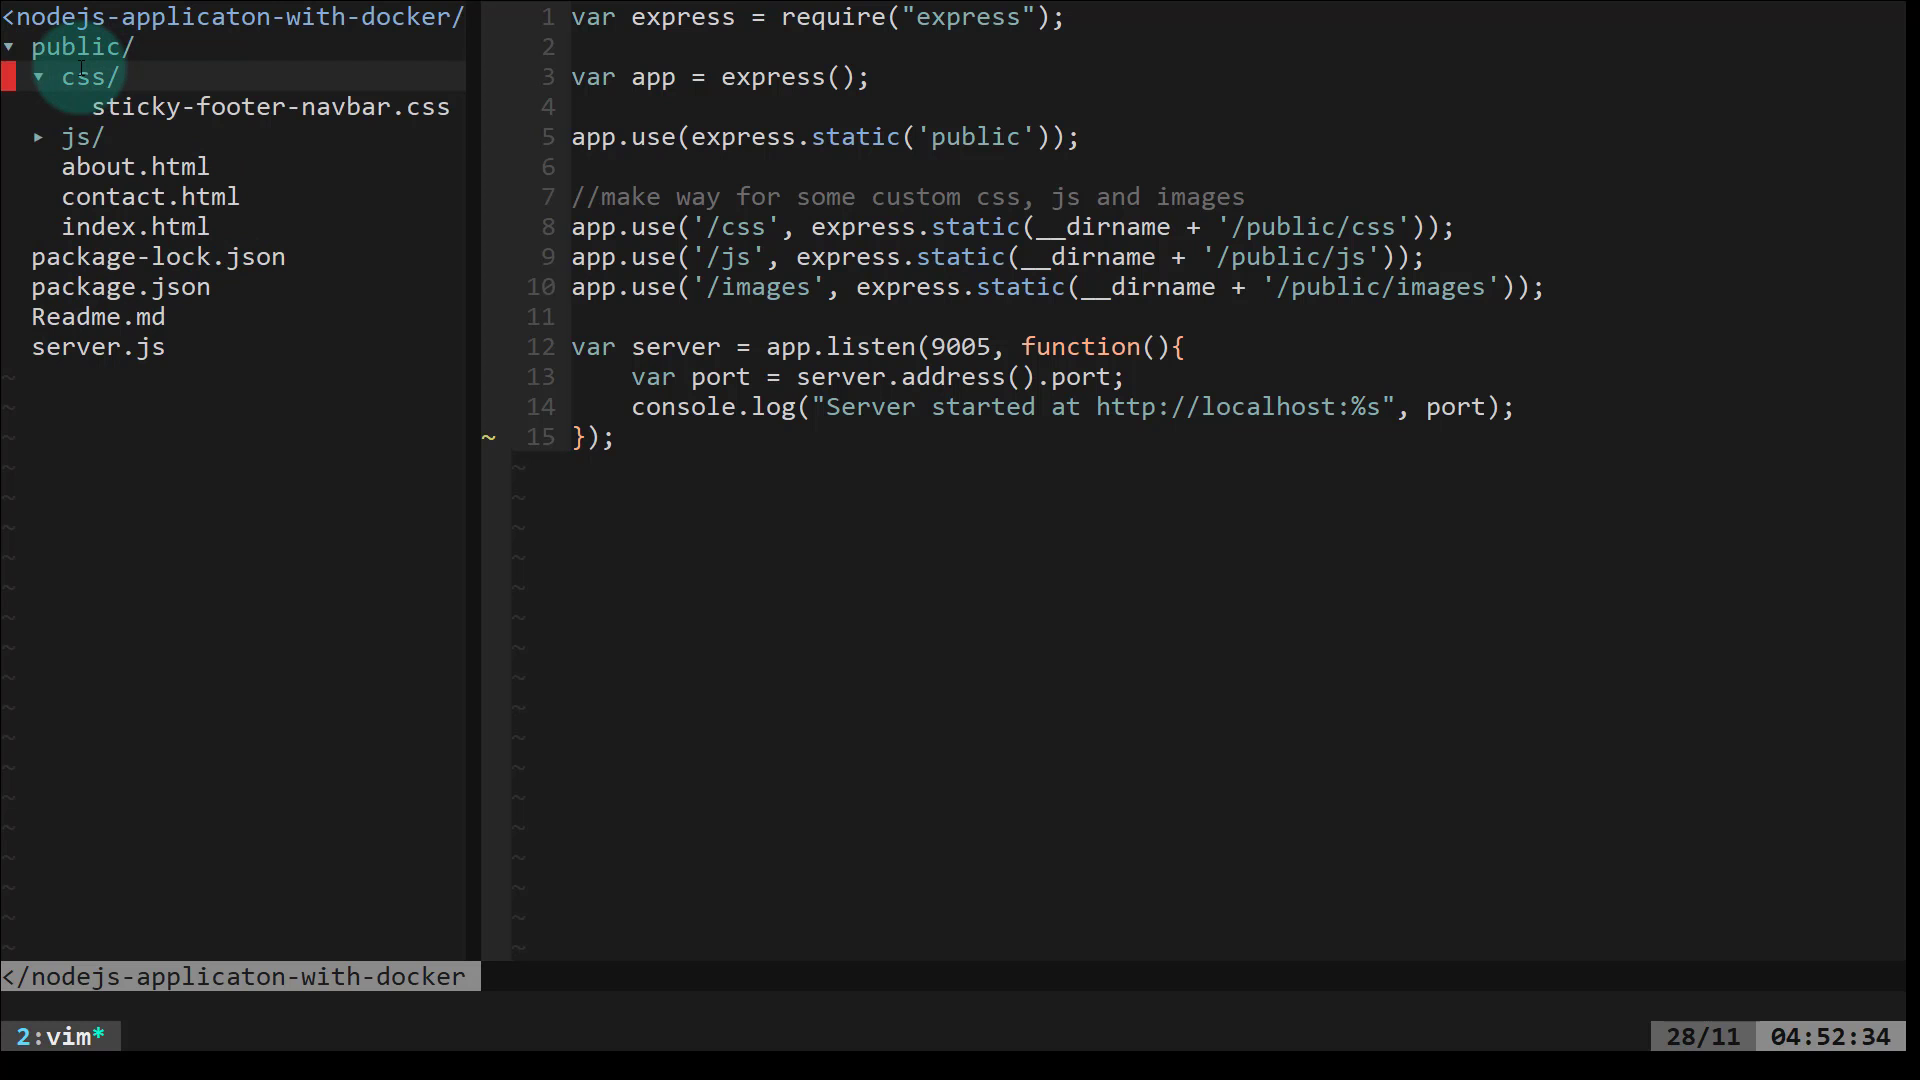 <nodejs-applicaton-with-docker/
▾ public/
▾ css/
sticky-footer-navbar.css
▸ js/
about.html
contact.html
index.html
package-lock.json
package.json
Readme.md
server.js
</nodejs-applicaton-with-docker
1 var express = require("express");
2
3 var app = express();
4
5 app.use(express.static('public'));
6
7 //make way for some custom css, js and images
8 app.use('/css', express.static(__dirname + '/public/css'));
9 app.use('/js', express.static(__dirname + '/public/js'));
10 app.use('/images', express.static(__dirname + '/public/images'));
11
12 var server = app.listen(9005, function(){
13     var port = server.address().port;
14     console.log("Server started at http://localhost:%s", port);
~ 15 });
2:vim*
28/11 04:52:34